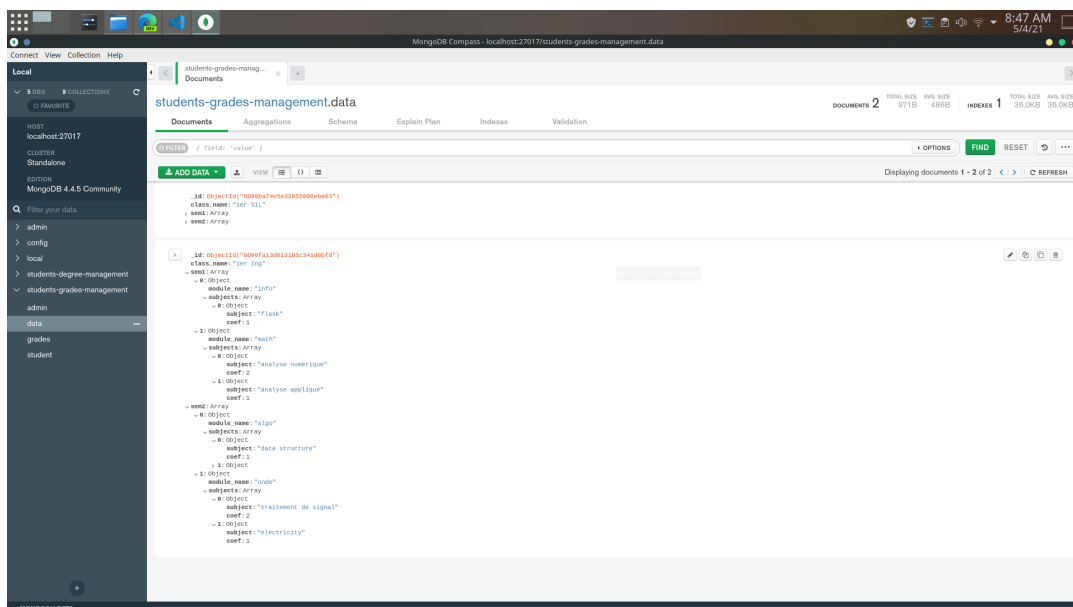 8:47 AM
5/4/21
MongoDB Compass - localhost:27017/students-grades-management.data
Connect View Collection Help
Local
5 DBS 9 COLLECTIONS
FAVORITE
HOST
localhost:27017
CLUSTER
Standalone
EDITION
MongoDB 4.4.5 Community
Filter your data
admin
config
local
students-degree-management
students-grades-management
admin
data
grades
student
students-grades-manag...
Documents
students-grades-management.data
DOCUMENTS 2 TOTAL SIZE 971B AVG. SIZE 486B INDEXES 1 TOTAL SIZE 36.0KB AVG. SIZE 36.0KB
Documents Aggregations Schema Explain Plan Indexes Validation
FILTER { field: 'value' } OPTIONS FIND RESET
ADD DATA VIEW {} Displaying documents 1 - 2 of 2 REFRESH
class_name: "1er SIL"
sem1: Array
sem2: Array
class_name: "1er Ing"
sem1: Array
0: Object
module_name: "info"
subjects: Array
0: Object
subject: "flask"
coef: 1
1: Object
module_name: "math"
subjects: Array
0: Object
subject: "analyse numérique"
coef: 2
1: Object
subject: "analyse appliqué"
coef: 1
sem2: Array
0: Object
module_name: "algo"
subjects: Array
0: Object
subject: "data structure"
coef: 1
1: Object
1: Object
module_name: "onde"
subjects: Array
0: Object
subject: "traitement de signal"
coef: 2
1: Object
subject: "electricity"
coef: 1